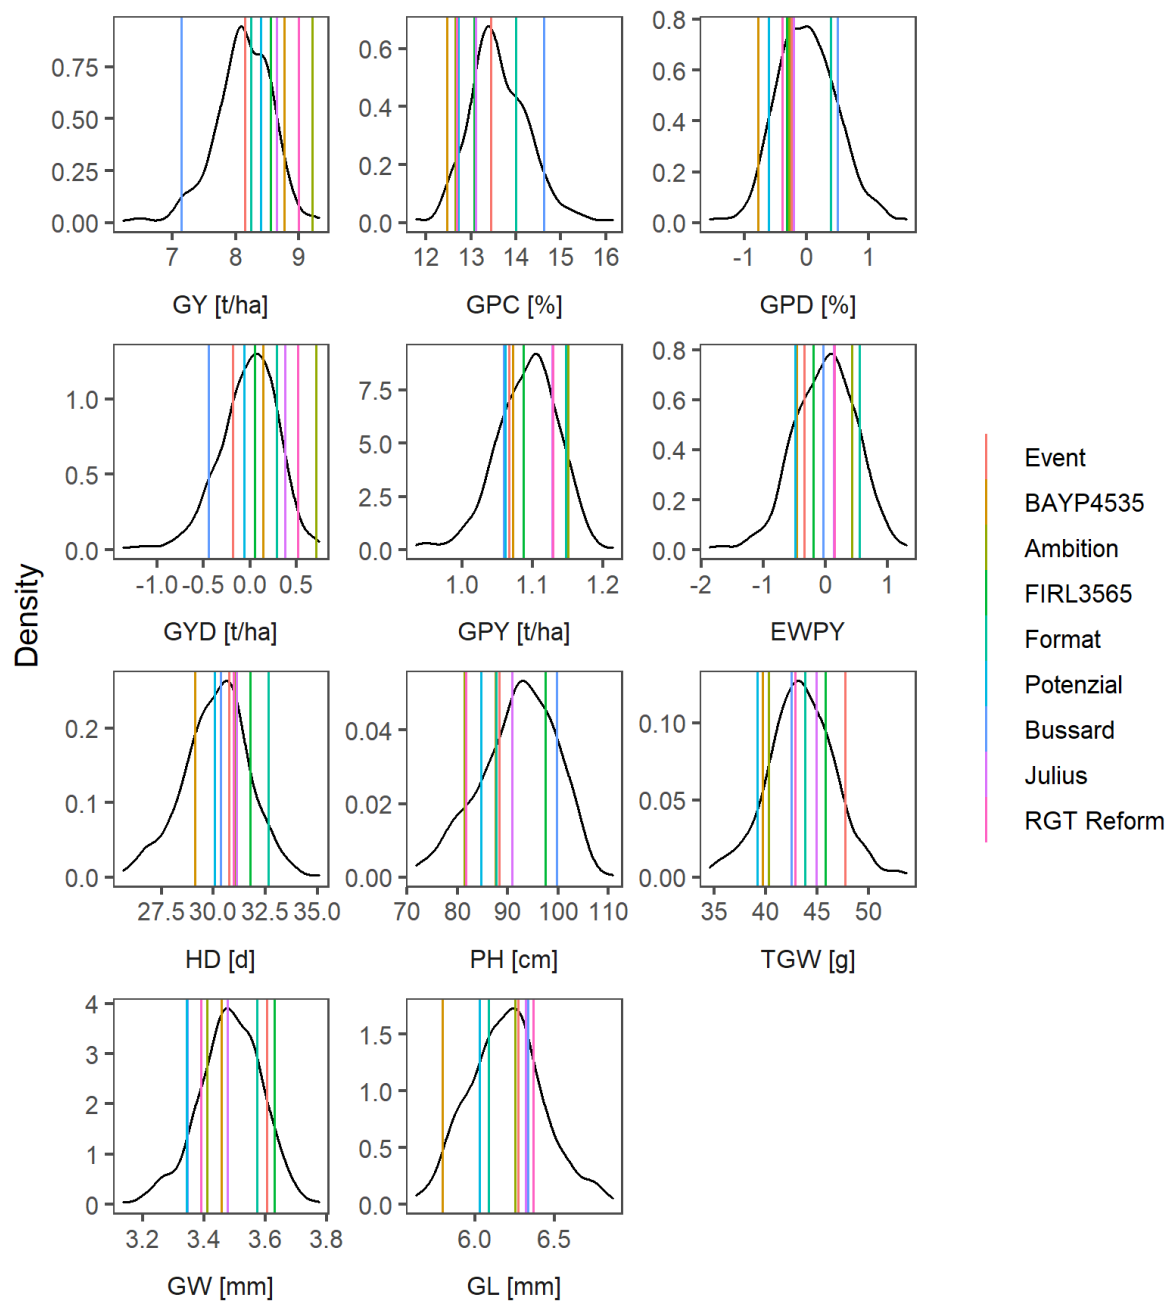 0.75
0.50
0.25
0.00
7 8 9
GY [t/ha]
0.6
0.4
0.2
0.0
12 13 14 15 16
GPC [%]
0.8
0.6
0.4
0.2
0.0
-1 0 1
GPD [%]
1.0
0.5
0.0
-1.0 -0.5 0.0 0.5
GYD [t/ha]
7.5
5.0
2.5
0.0
1.0 1.1 1.2
GPY [t/ha]
0.8
0.6
0.4
0.2
0.0
-2 -1 0 1
EWPY
0.2
0.1
0.0
27.5 30.0 32.5 35.0
HD [d]
0.04
0.02
0.00
70 80 90 100 110
PH [cm]
0.10
0.05
0.00
35 40 45 50
TGW [g]
4
3
2
1
0
3.2 3.4 3.6 3.8
GW [mm]
1.5
1.0
0.5
0.0
6.0 6.5
GL [mm]
Density
Event
BAYP4535
Ambition
FIRL3565
Format
Potenzial
Bussard
Julius
RGT Reform